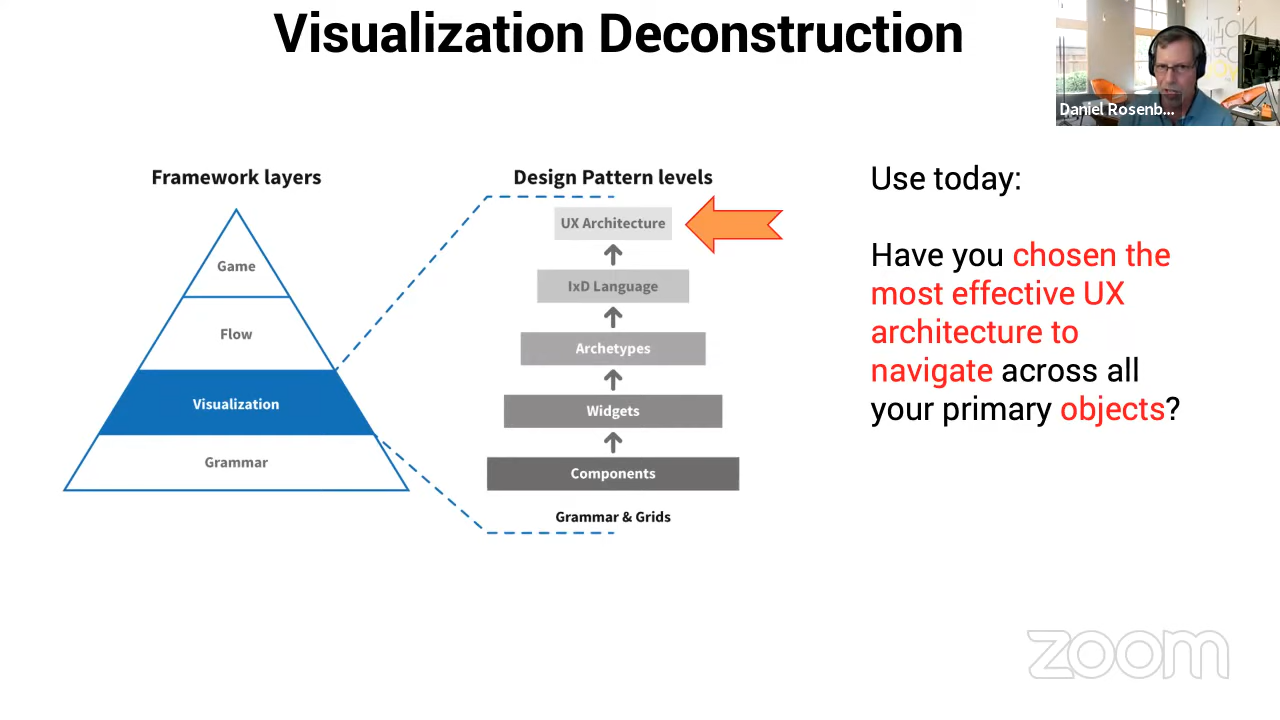 Visualization Deconstruction
Daniel Rosenb...
Framework layers
Game
Flow
Visualization
Grammar
Design Pattern levels
UX Architecture
IxD Language
Archetypes
Widgets
Components
Grammar & Grids
Use today:
Have you chosen the
most effective UX
architecture to
navigate across all
your primary objects?
zoom